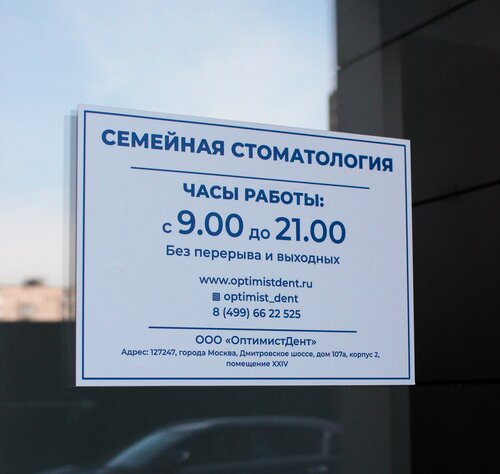 СЕМЕЙНАЯ СТОМАТОЛОГИЯ
ЧАСЫ РАБОТЫ:
с 9.00 до 21.00
Без перерыва и выходных
www.optimistdent.ru
optimist_dent
8 (499) 66 22 525
ООО «ОптимистДент»
Адрес: 127247, города Москва, Дмитровское шоссе, дом 107а, корпус 2,
помещение XXIV